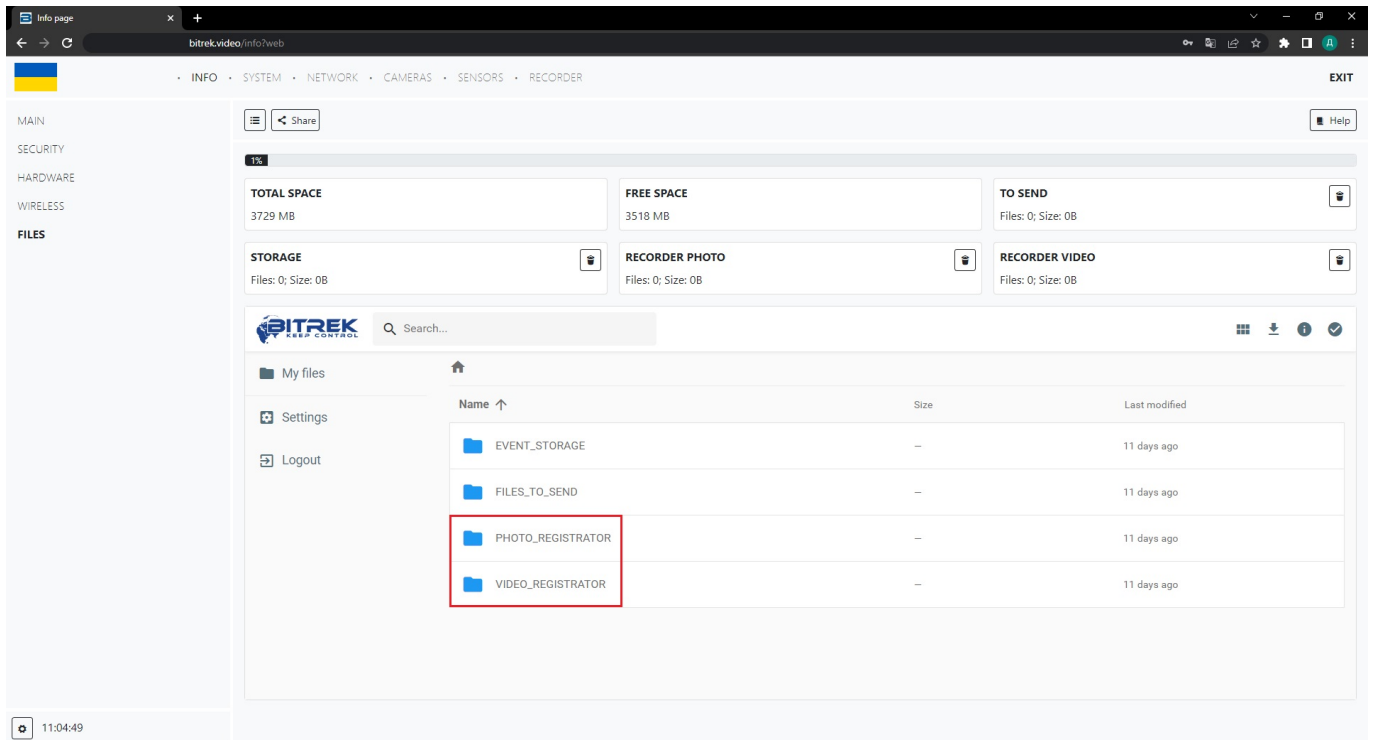 Info page
bitrek.video/info?web
INFO • SYSTEM • NETWORK • CAMERAS • SENSORS • RECORDER
EXIT
MAIN
SECURITY
HARDWARE
WIRELESS
FILES
Share
Help
1%
TOTAL SPACE
3729 MB
FREE SPACE
3518 MB
TO SEND
Files: 0; Size: 0B
STORAGE
Files: 0; Size: 0B
RECORDER PHOTO
Files: 0; Size: 0B
RECORDER VIDEO
Files: 0; Size: 0B
BITREK
KEEP CONTROL
Search...
My files
Settings
Logout
Name Size Last modified
EVENT_STORAGE – 11 days ago
FILES_TO_SEND – 11 days ago
PHOTO_REGISTRATOR – 11 days ago
VIDEO_REGISTRATOR – 11 days ago
11:04:49